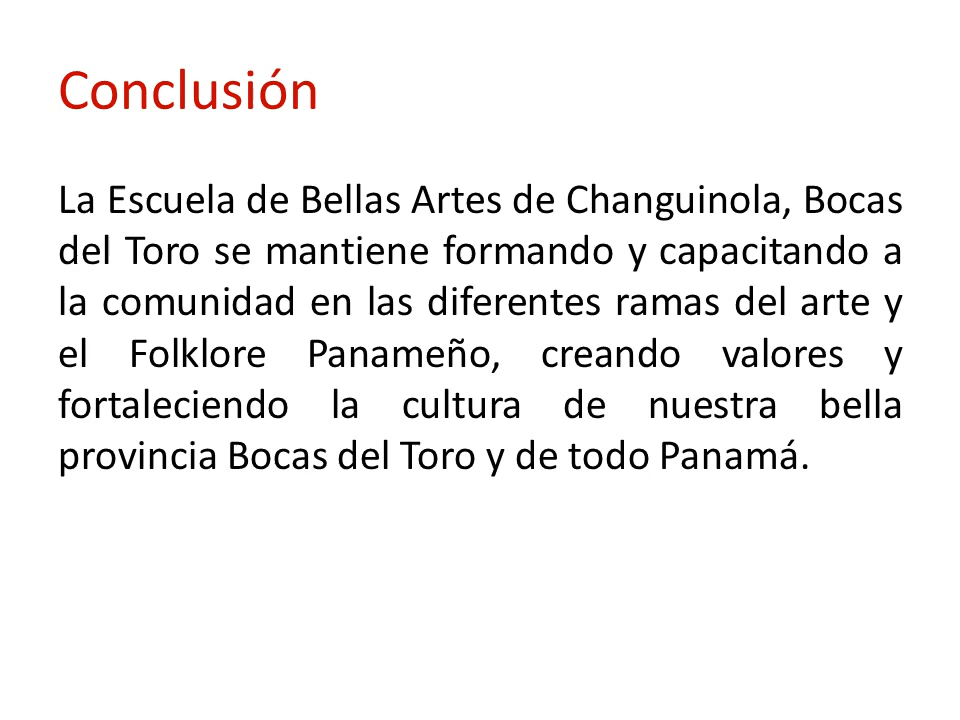 Conclusión
La Escuela de Bellas Artes de Changuinola, Bocas
del Toro se mantiene formando y capacitando a
la comunidad en las diferentes ramas del arte y
el Folklore Panameño, creando valores y
fortaleciendo la cultura de nuestra bella
provincia Bocas del Toro y de todo Panamá.